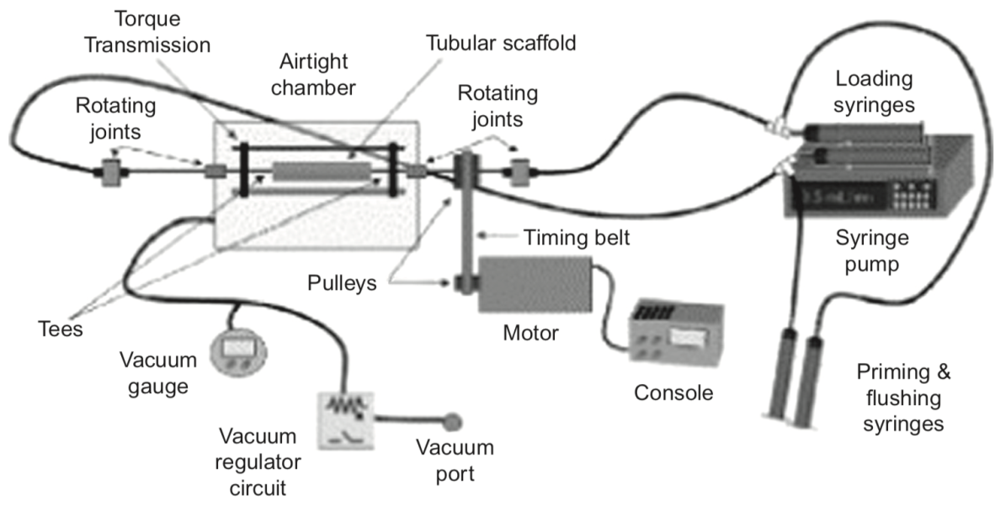 Torque
Transmission
Airtight
chamber
Tubular scaffold
Rotating
joints
Rotating
joints
Loading
syringes
Timing belt
Syringe
pump
Pulleys
Tees
Motor
Vacuum
gauge
Console
Priming &
flushing
syringes
Vacuum
regulator
circuit
Vacuum
port